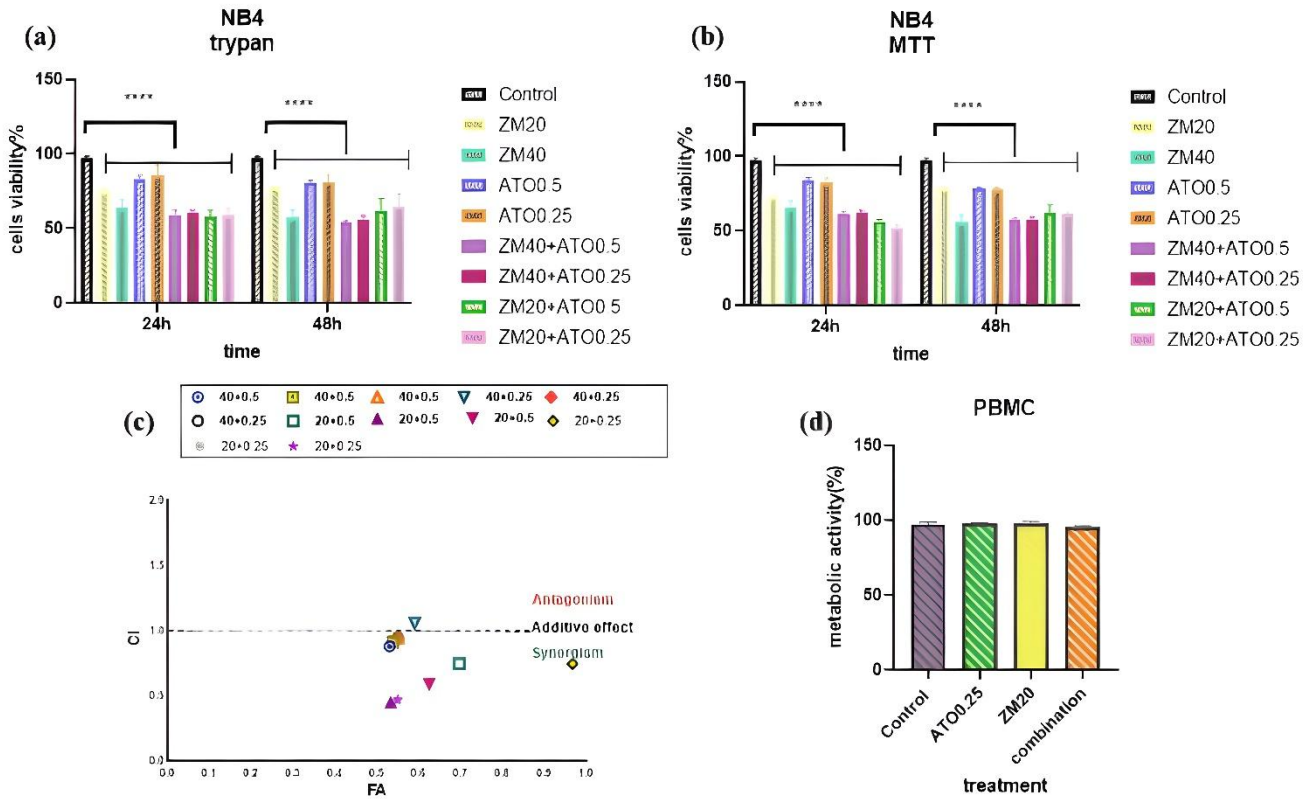 (a)
NB4
trypan
150
100
50
0
cells viability%
24h
48h
time
****
****
Control
ZM20
ZM40
ATO0.5
ATO0.25
ZM40+ATO0.5
ZM40+ATO0.25
ZM20+ATO0.5
ZM20+ATO0.25
(b)
NB4
MTT
150
100
50
0
cells viability%
24h
48h
time
****
****
Control
ZM20
ZM40
ATO0.5
ATO0.25
ZM40+ATO0.5
ZM40+ATO0.25
ZM20+ATO0.5
ZM20+ATO0.25
(c)
40+0.5 40+0.5 40+0.5 40+0.25 40+0.25
40+0.25 20+0.5 20+0.5 20+0.5 20+0.25
20+0.25 20+0.25
2.0
1.5
1.0
0.5
0.0
CI
Antagonism
Additive effect
Synergism
0.0 0.1 0.2 0.3 0.4 0.5 0.6 0.7 0.8 0.9 1.0
FA
(d)
PBMC
150
100
50
0
metabolic activity(%)
Control
ATO0.25
ZM20
combination
treatment